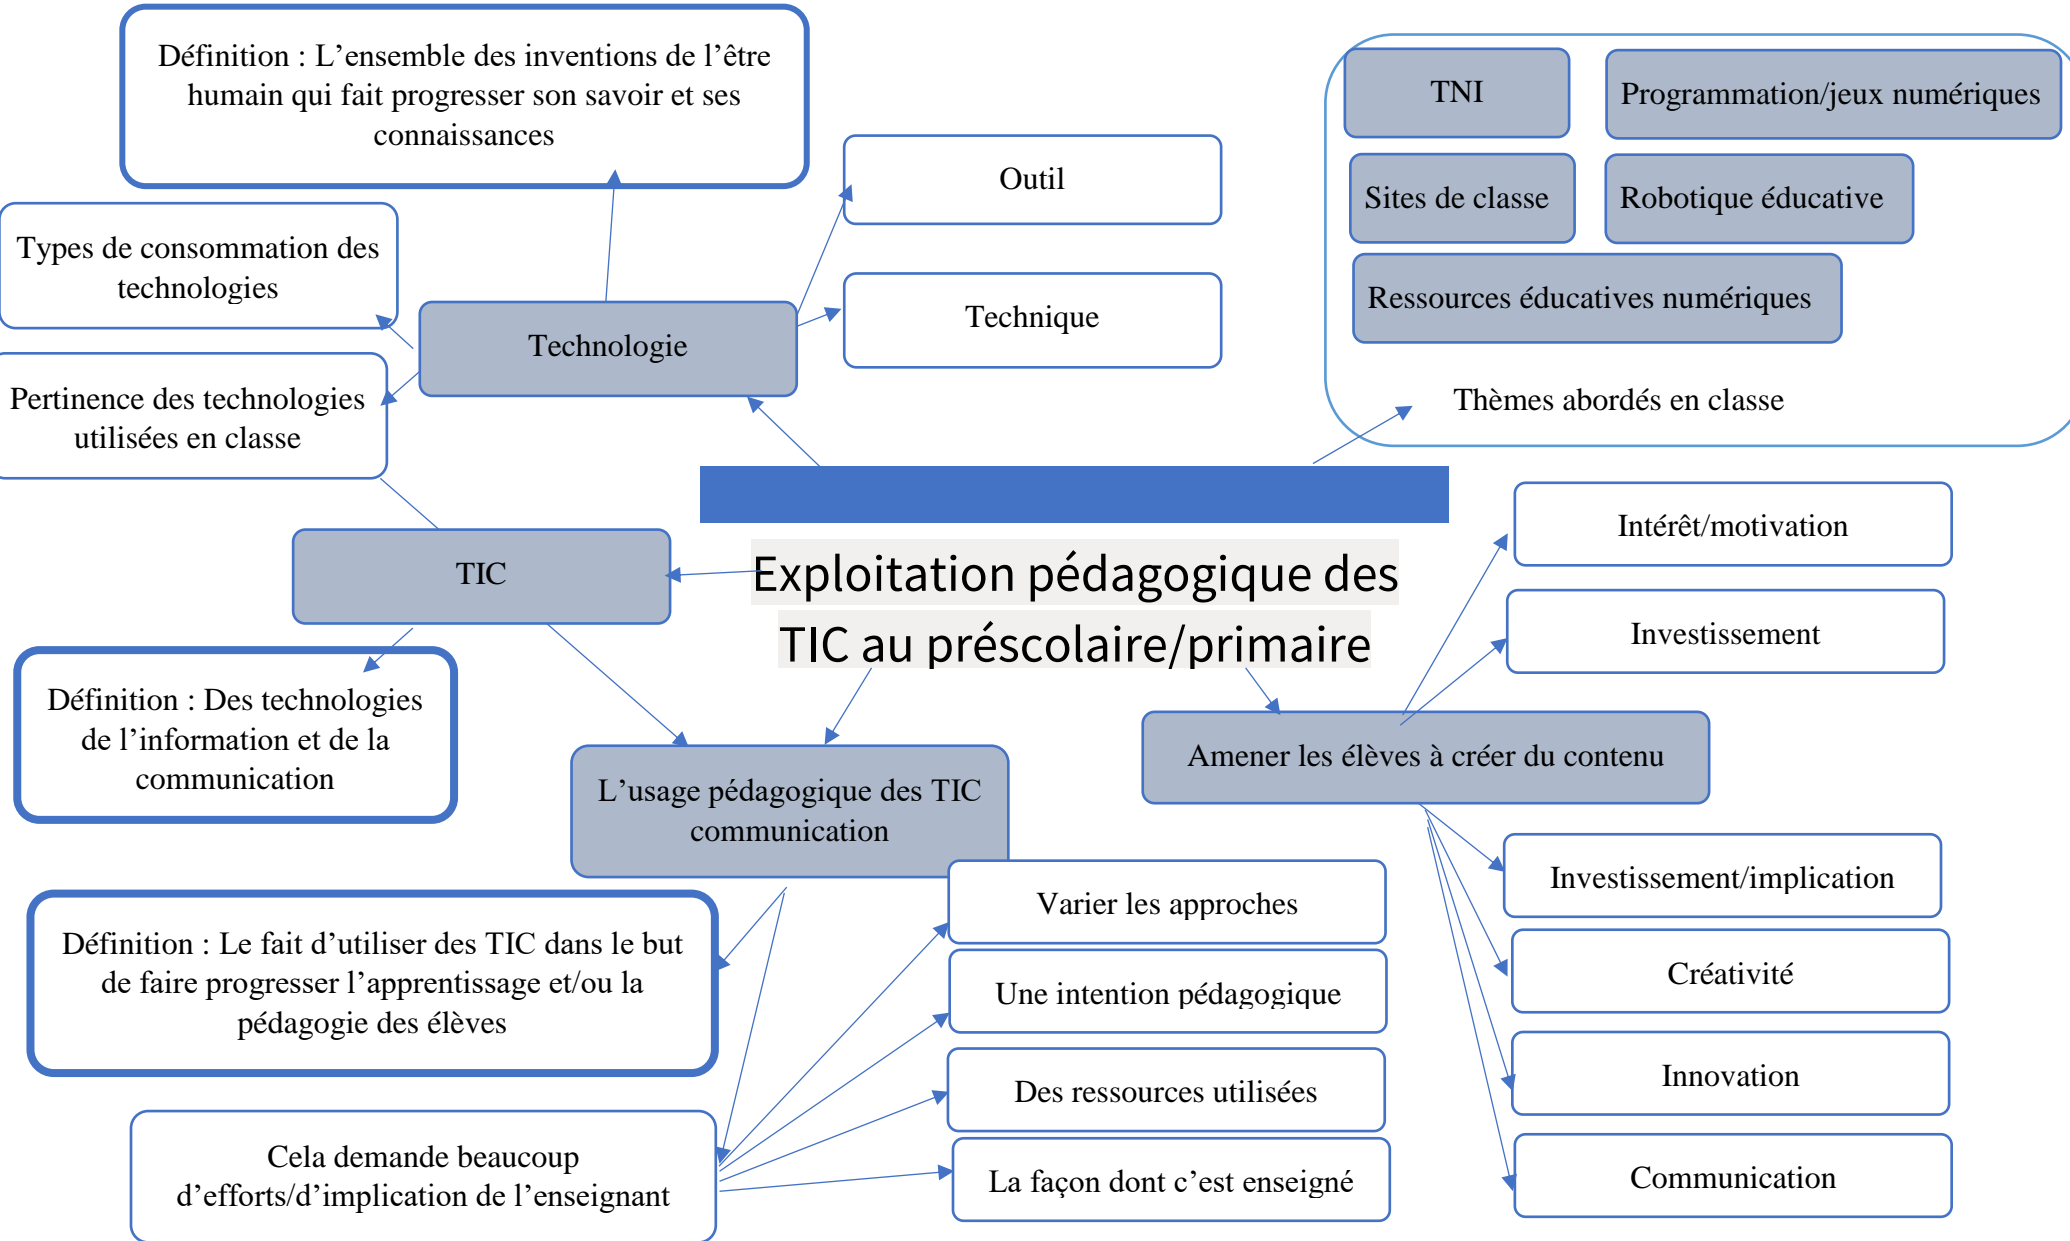 Définition : L’ensemble des inventions de l’être
humain qui fait progresser son savoir et ses
connaissances
TNI
Programmation/jeux numériques
Outil
Sites de classe
Robotique éducative
Types de consommation des
technologies
Ressources éducatives numériques
Technique
Technologie
Pertinence des technologies
utilisées en classe
Thèmes abordés en classe
Intérêt/motivation
TIC
Exploitation pédagogique des
TIC au préscolaire/primaire
Investissement
Définition : Des technologies
de l’information et de la
communication
L’usage pédagogique des TIC
communication
Amener les élèves à créer du contenu
Investissement/implication
Varier les approches
Définition : Le fait d’utiliser des TIC dans le but
de faire progresser l’apprentissage et/ou la
pédagogie des élèves
Créativité
Une intention pédagogique
Innovation
Des ressources utilisées
Cela demande beaucoup
d’efforts/d’implication de l’enseignant
La façon dont c’est enseigné
Communication